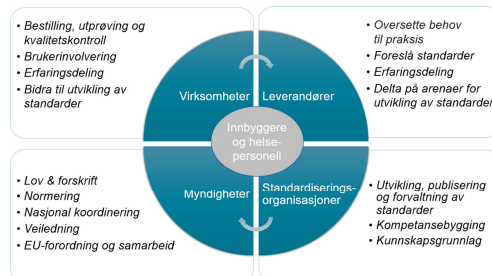 • Bestilling, utprøving og
kvalitetskontroll
• Brukerinvolvering
• Erfaringsdeling
• Bidra til utvikling av
standarder
• Oversette behov
til praksis
• Foreslå standarder
• Erfaringsdeling
• Delta på arenaer for
utvikling av standarder
Virksomheter
Leverandører
Innbyggere
og helse-
personell
Myndigheter
Standardiserings-
organisasjoner
• Lov & forskrift
• Normering
• Nasjonal koordinering
• Veiledning
• EU-forordning og samarbeid
• Utvikling, publisering
og forvaltning av
standarder
• Kompetansebygging
• Kunnskapsgrunnlag